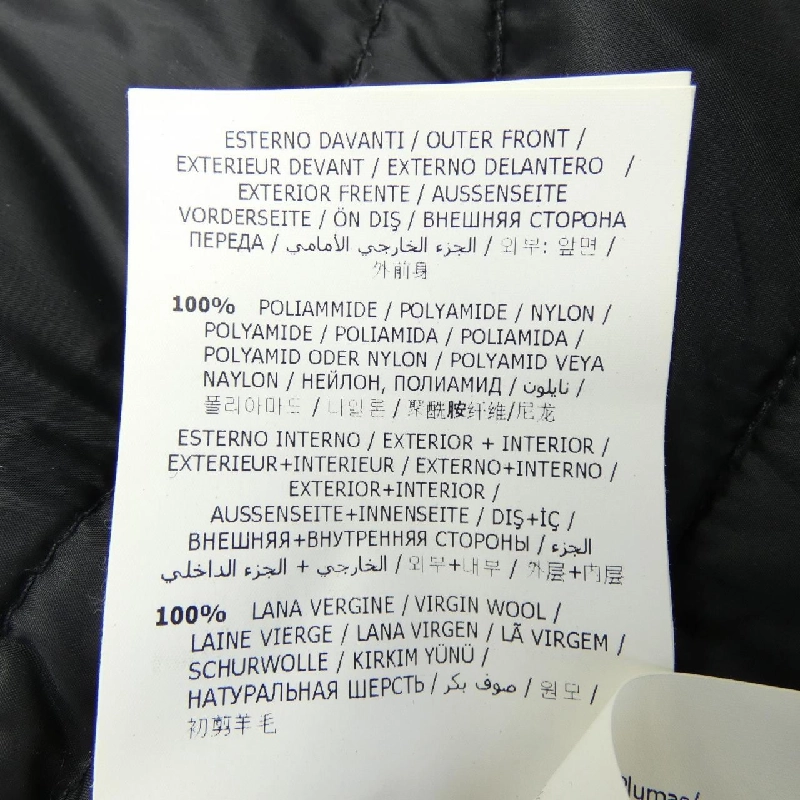 ESTERNO DAVANTI / OUTER FRONT /
EXTERIEUR DEVANT / EXTERNO DELANTERO /
EXTERIOR FRENTE / AUSSENSEITE
VORDERSEITE / ÖN DIŞ / ВНЕШНЯЯ СТОРОНА
ПЕРЕДА / الجزء الخارجي الأمامي / 외부: 앞면 /
外前身
100% POLIAMMIDE / POLYAMIDE / NYLON /
POLYAMIDE / POLIAMIDA / POLIAMIDA /
POLYAMID ODER NYLON / POLYAMID VEYA
NAYLON / НЕЙЛОН, ПОЛИАМИД / نايلون /
폴리아마드 / 나일론 / 聚酰胺纤维/尼龙
ESTERNO INTERNO / EXTERIOR + INTERIOR /
EXTERIEUR+INTERIEUR / EXTERNO+INTERNO /
EXTERIOR+INTERIOR /
AUSSENSEITE+INNENSEITE / DIŞ+İÇ /
ВНЕШНЯЯ+ВНУТРЕННЯЯ СТОРОНЫ / الجزء
الخارجي + الجزء الداخلي / 외부+내부 / 外层+内层
100% LANA VERGINE / VIRGIN WOOL /
LAINE VIERGE / LANA VIRGEN / LÃ VIRGEM /
SCHURWOLLE / KIRKIM YÜNÜ /
НАТУРАЛЬНАЯ ШЕРСТЬ / صوف بكر / 원모 /
初剪羊毛